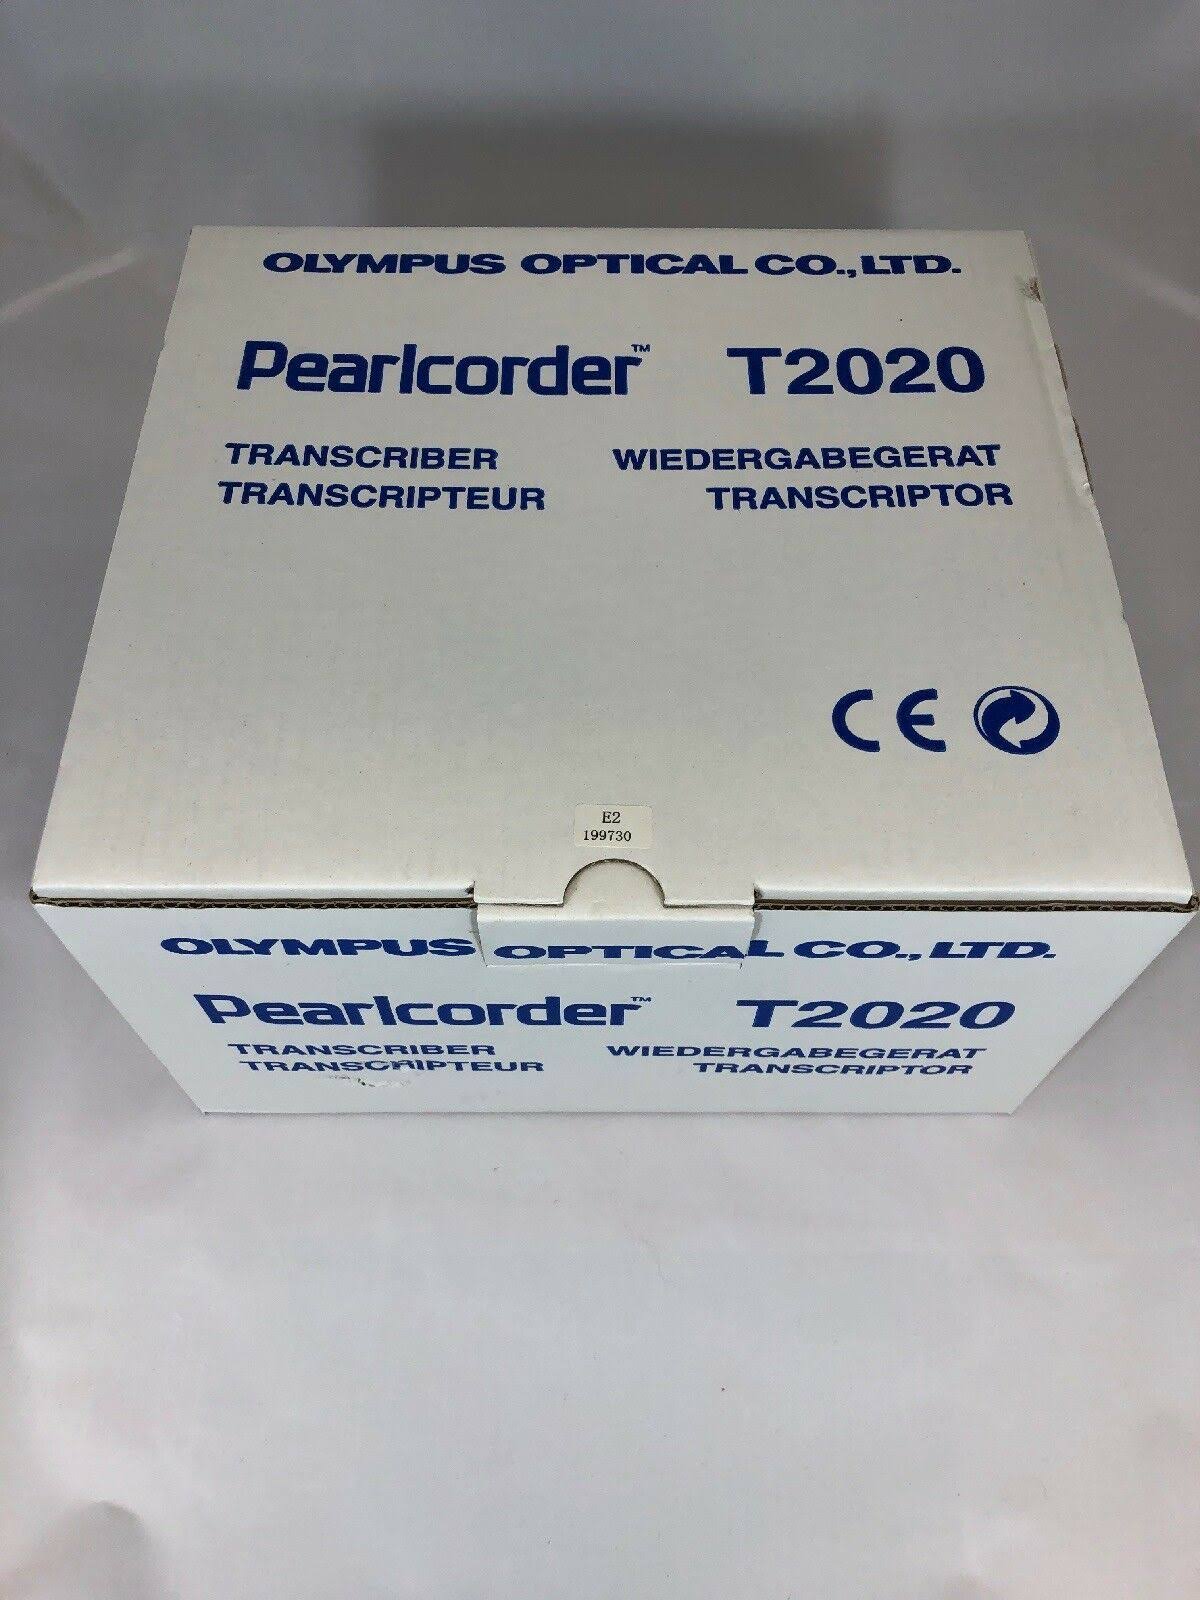 OLYMPUS OPTICAL CO., LTD.
Pearlcorder™ T2020
TRANSCRIBER WIEDERGABEGERAT
TRANSCRIPTEUR TRANSCRIPTOR
CE
E2
199730
OLYMPUS OPTICAL CO., LTD.
Pearlcorder™ T2020
TRANSCRIBER WIEDERGABEGERAT
TRANSCRIPTEUR TRANSCRIPTOR